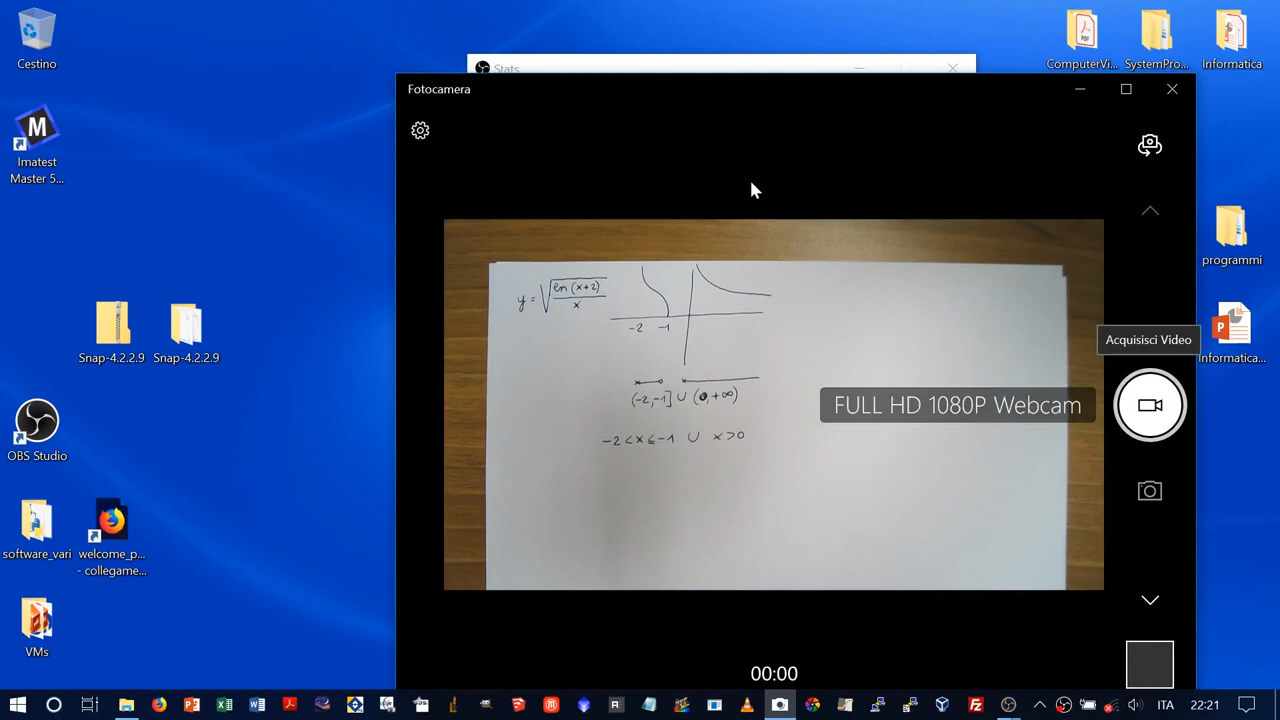 Cestino
Imatest
Master 5...
Snap-4.2.2.9
Snap-4.2.2.9
OBS Studio
software_vari
welcome_p...
- collegame...
VMs
Stats
ComputerVi...
SystemPro...
Informatica
programmi
Informatica...
Fotocamera
y = √(ln (x+2) / x)
-2 -1
(-2,-1] ∪ (0,+∞)
-2<x≤-1 ∪ x>0
Acquisisci Video
FULL HD 1080P Webcam
00:00
ITA
22:21